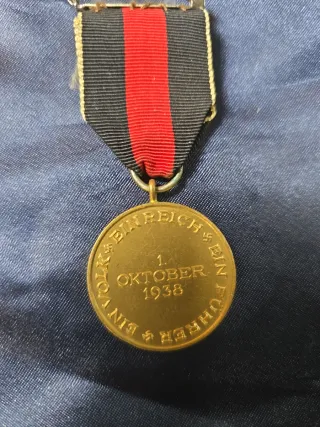 EIN VOLK ✤ EIN REICH ✤ EIN FÜHRER ✤
1.
OKTOBER
1938